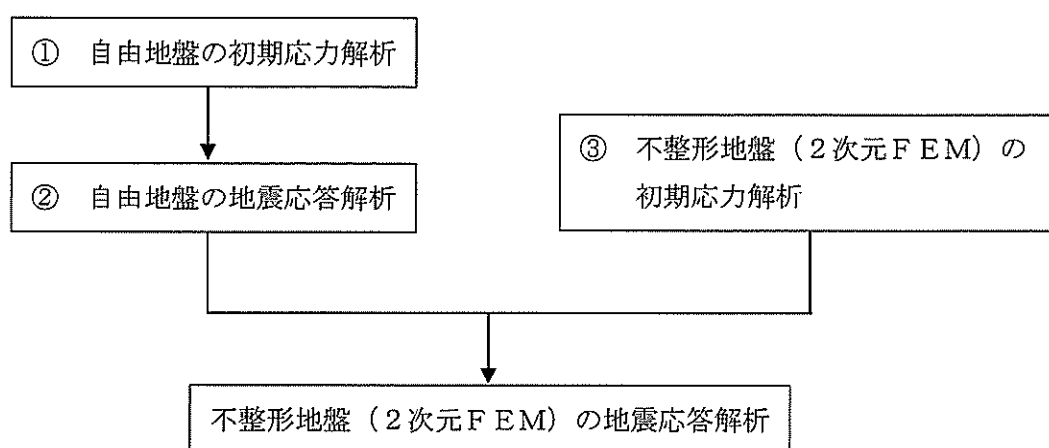 ① 自由地盤の初期応力解析
② 自由地盤の地震応答解析
③ 不整形地盤（２次元ＦＥＭ）の
初期応力解析
不整形地盤（２次元ＦＥＭ）の地震応答解析